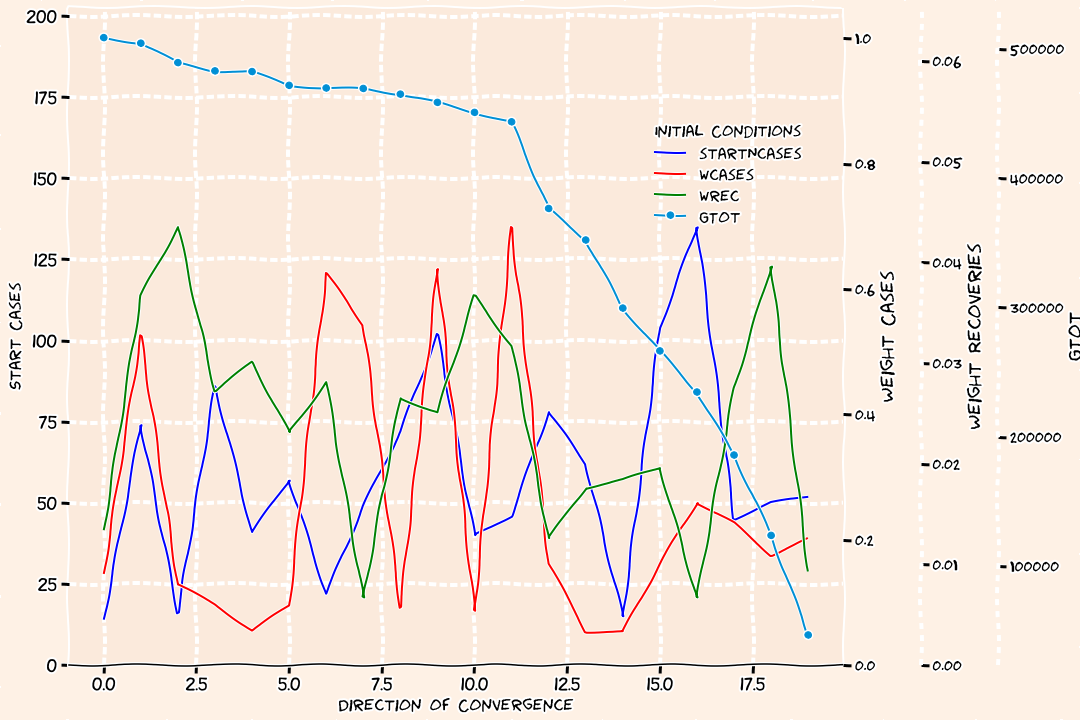 200
175
150
125
100
75
50
25
0
START CASES
0.0 2.5 5.0 7.5 10.0 12.5 15.0 17.5
DIRECTION OF CONVERGENCE
INITIAL CONDITIONS
STARTNCASES
WCASES
WREC
GTOT
1.0
0.8
0.6
0.4
0.2
0.0
WEIGHT CASES
0.06
0.05
0.04
0.03
0.02
0.01
0.00
WEIGHT RECOVERIES
500000
400000
300000
200000
100000
GTOT